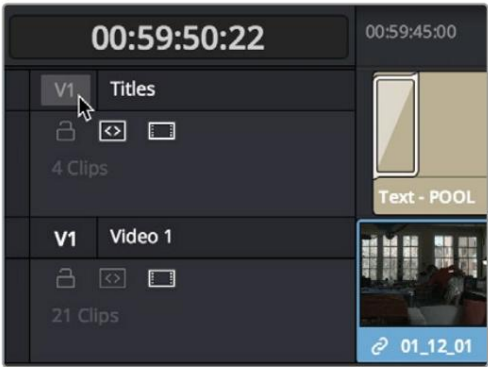 00:59:50:22
00:59:45:00
V1 Titles
4 Clips
Text - POOL
V1 Video 1
21 Clips
01_12_01